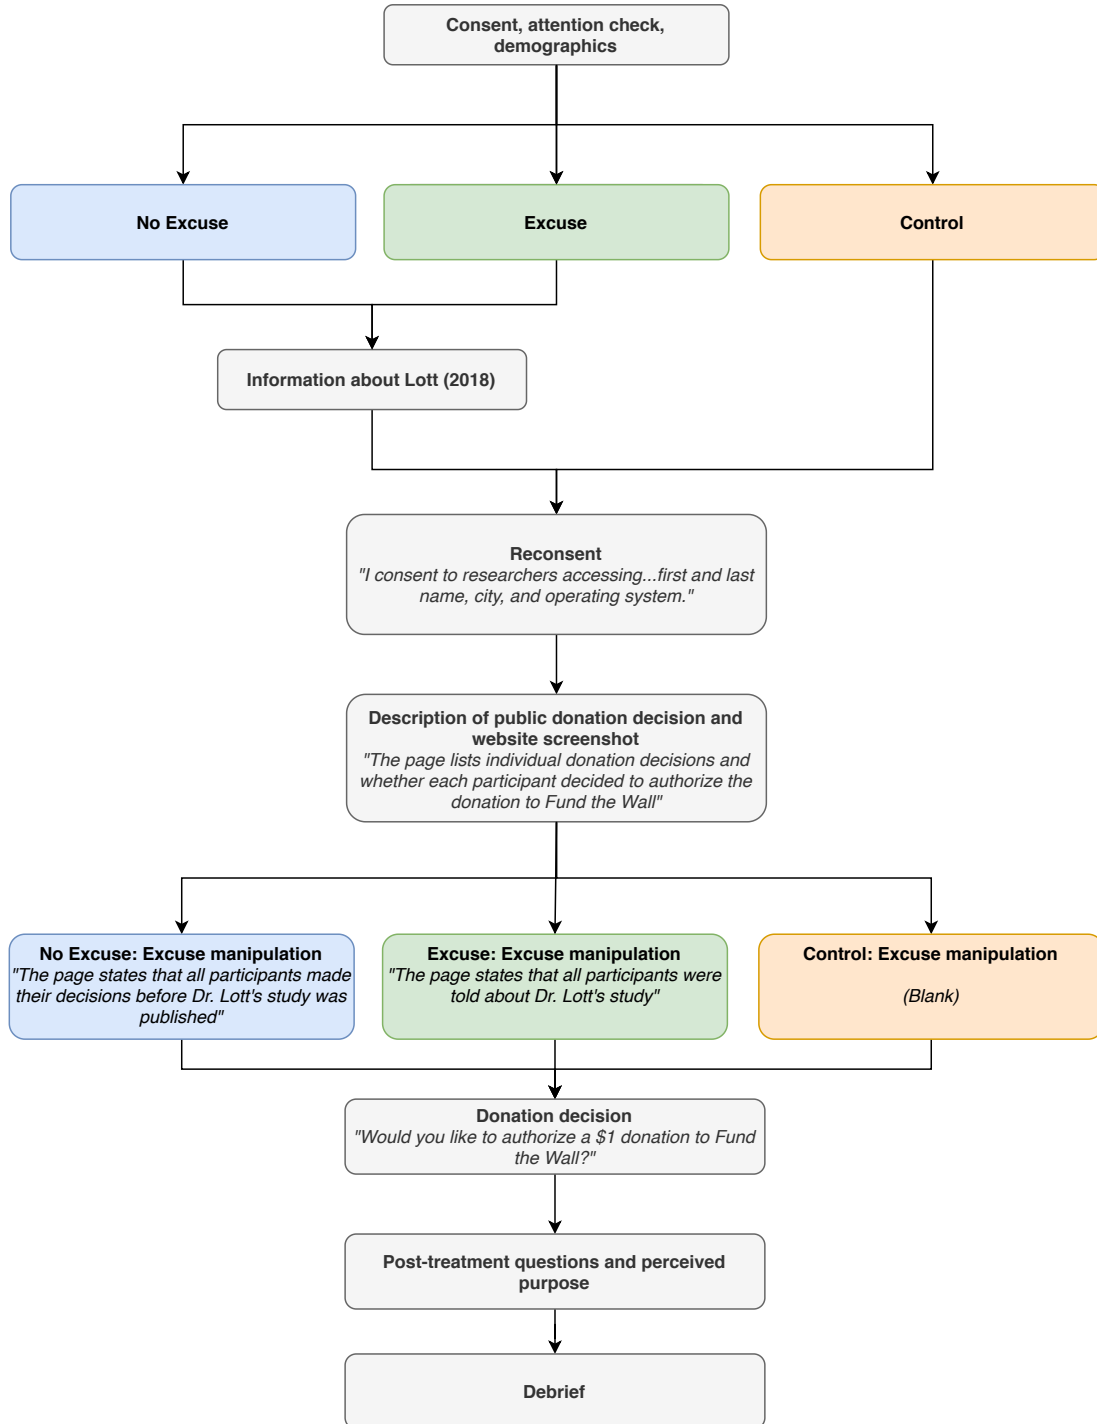 Consent, attention check,
demographics
No Excuse
Excuse
Control
Information about Lott (2018)
Reconsent
"I consent to researchers accessing...first and last
name, city, and operating system."
Description of public donation decision and
website screenshot
"The page lists individual donation decisions and
whether each participant decided to authorize the
donation to Fund the Wall"
No Excuse: Excuse manipulation
"The page states that all participants made
their decisions before Dr. Lott's study was
published"
Excuse: Excuse manipulation
"The page states that all participants were
told about Dr. Lott's study"
Control: Excuse manipulation
(Blank)
Donation decision
"Would you like to authorize a $1 donation to Fund
the Wall?"
Post-treatment questions and perceived
purpose
Debrief